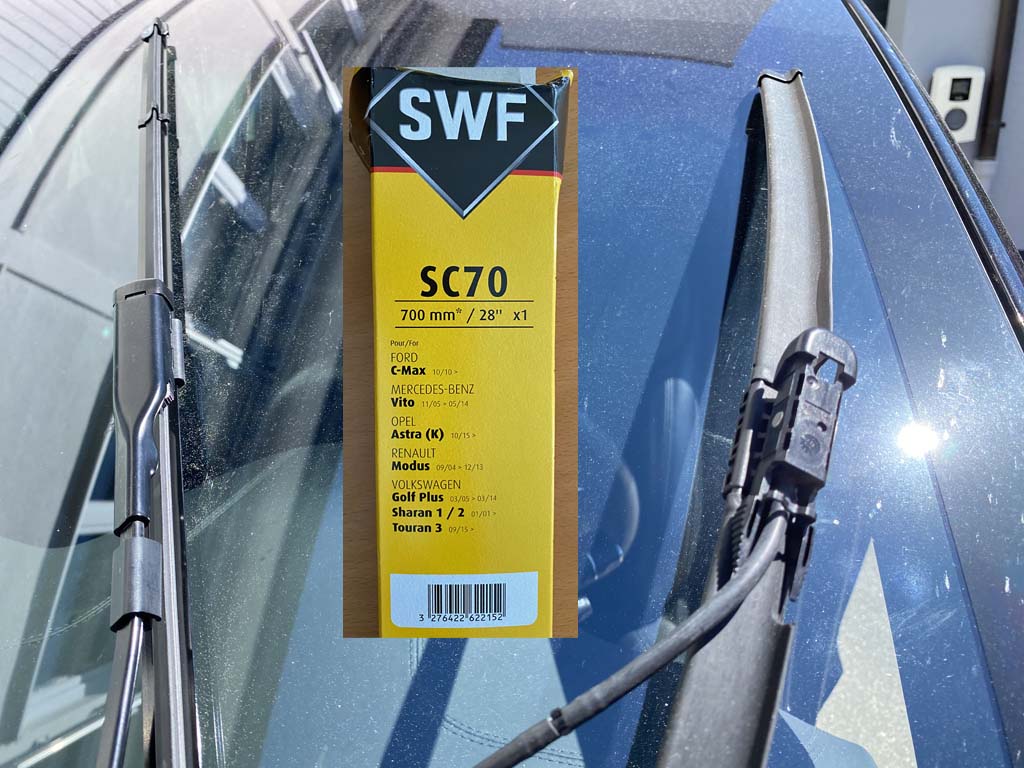 SWF
SC70
700 mm* / 28" x1
Pour/For
FORD
C-Max 10/10 >
MERCEDES-BENZ
Vito 11/05 > 05/14
OPEL
Astra (K) 10/15 >
RENAULT
Modus 09/04 > 12/13
VOLKSWAGEN
Golf Plus 03/05 > 03/14
Sharan 1 / 2 01/01 >
Touran 3 09/15 >
3 276422 622152